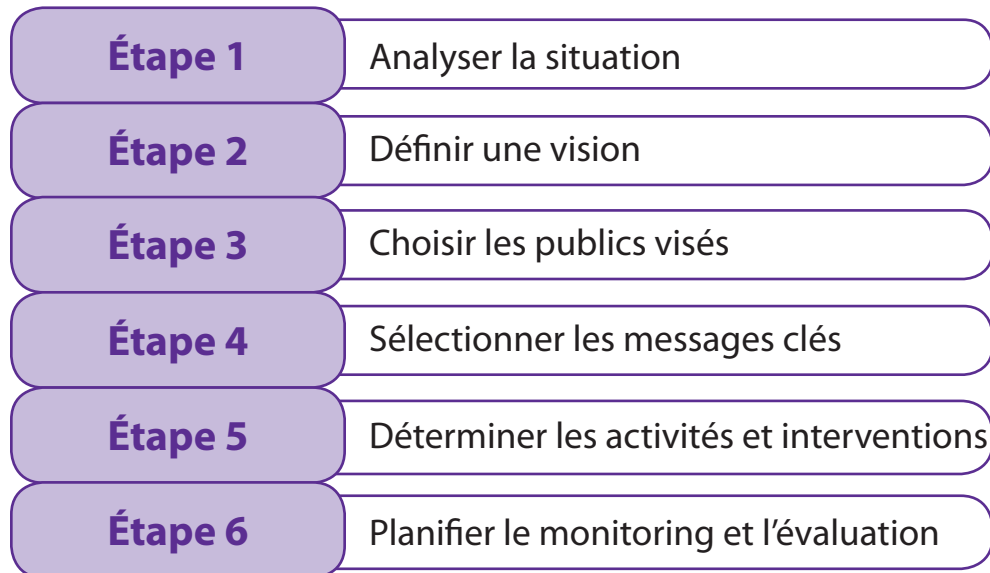 Étape 1 Analyser la situation
Étape 2 Définir une vision
Étape 3 Choisir les publics visés
Étape 4 Sélectionner les messages clés
Étape 5 Déterminer les activités et interventions
Étape 6 Planifier le monitoring et l’évaluation